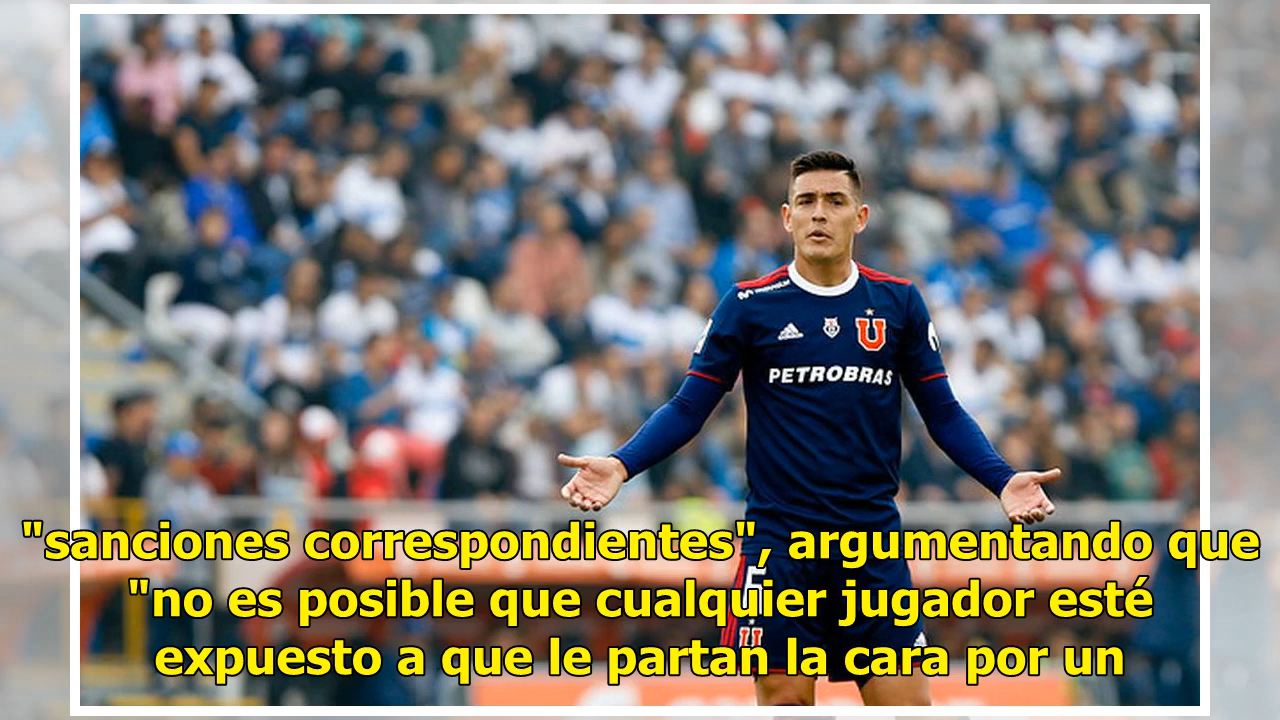 movistar
U
PETROBRAS
"sanciones correspondientes", argumentando que
"no es posible que cualquier jugador esté
U
expuesto a que le partan la cara por un